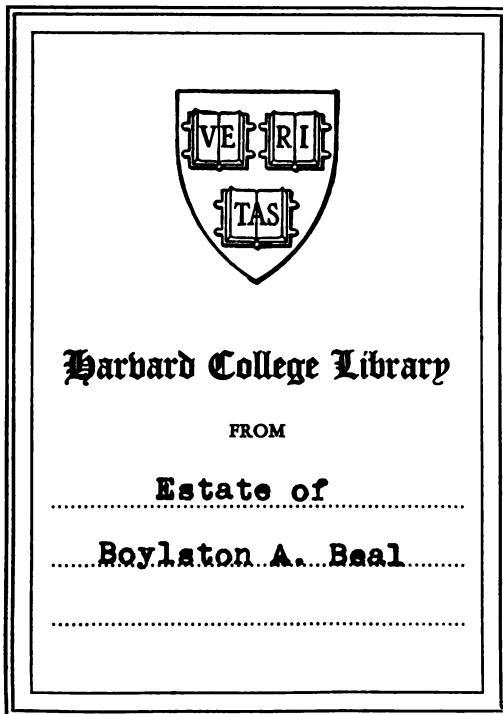 VE RI
TAS
Harvard College Library
FROM
Estate of
Boylston A. Beal